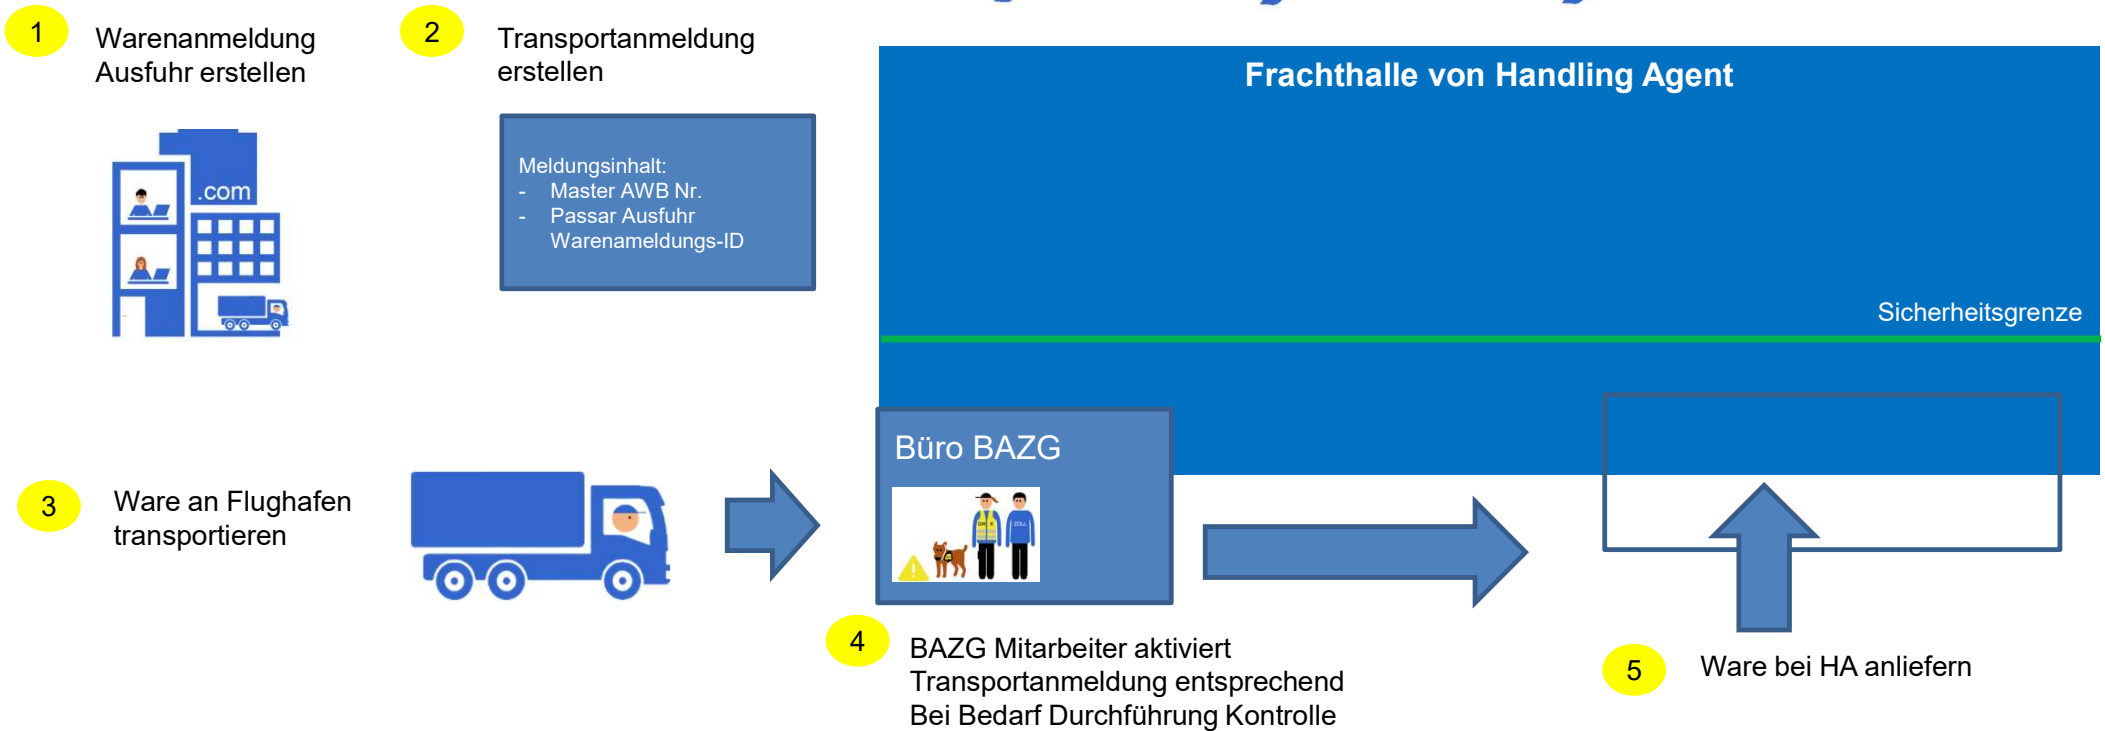 1
Warenanmeldung
Ausfuhr erstellen
.com
2
Transportanmeldung
erstellen
Meldungsinhalt:
- Master AWB Nr.
- Passar Ausfuhr
Warenameldungs-ID
Frachthalle von Handling Agent
Sicherheitsgrenze
3
Ware an Flughafen
transportieren
Büro BAZG
ZOLL
4
BAZG Mitarbeiter aktiviert
Transportanmeldung entsprechend
Bei Bedarf Durchführung Kontrolle
5
Ware bei HA anliefern